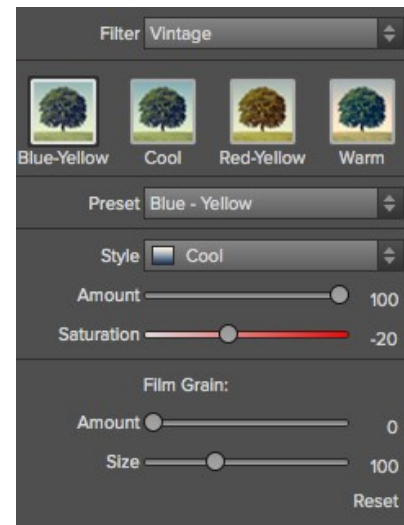 Filter Vintage
Blue-Yellow Cool Red-Yellow Warm
Preset Blue - Yellow
Style Cool
Amount 100
Saturation -20
Film Grain:
Amount 0
Size 100
Reset